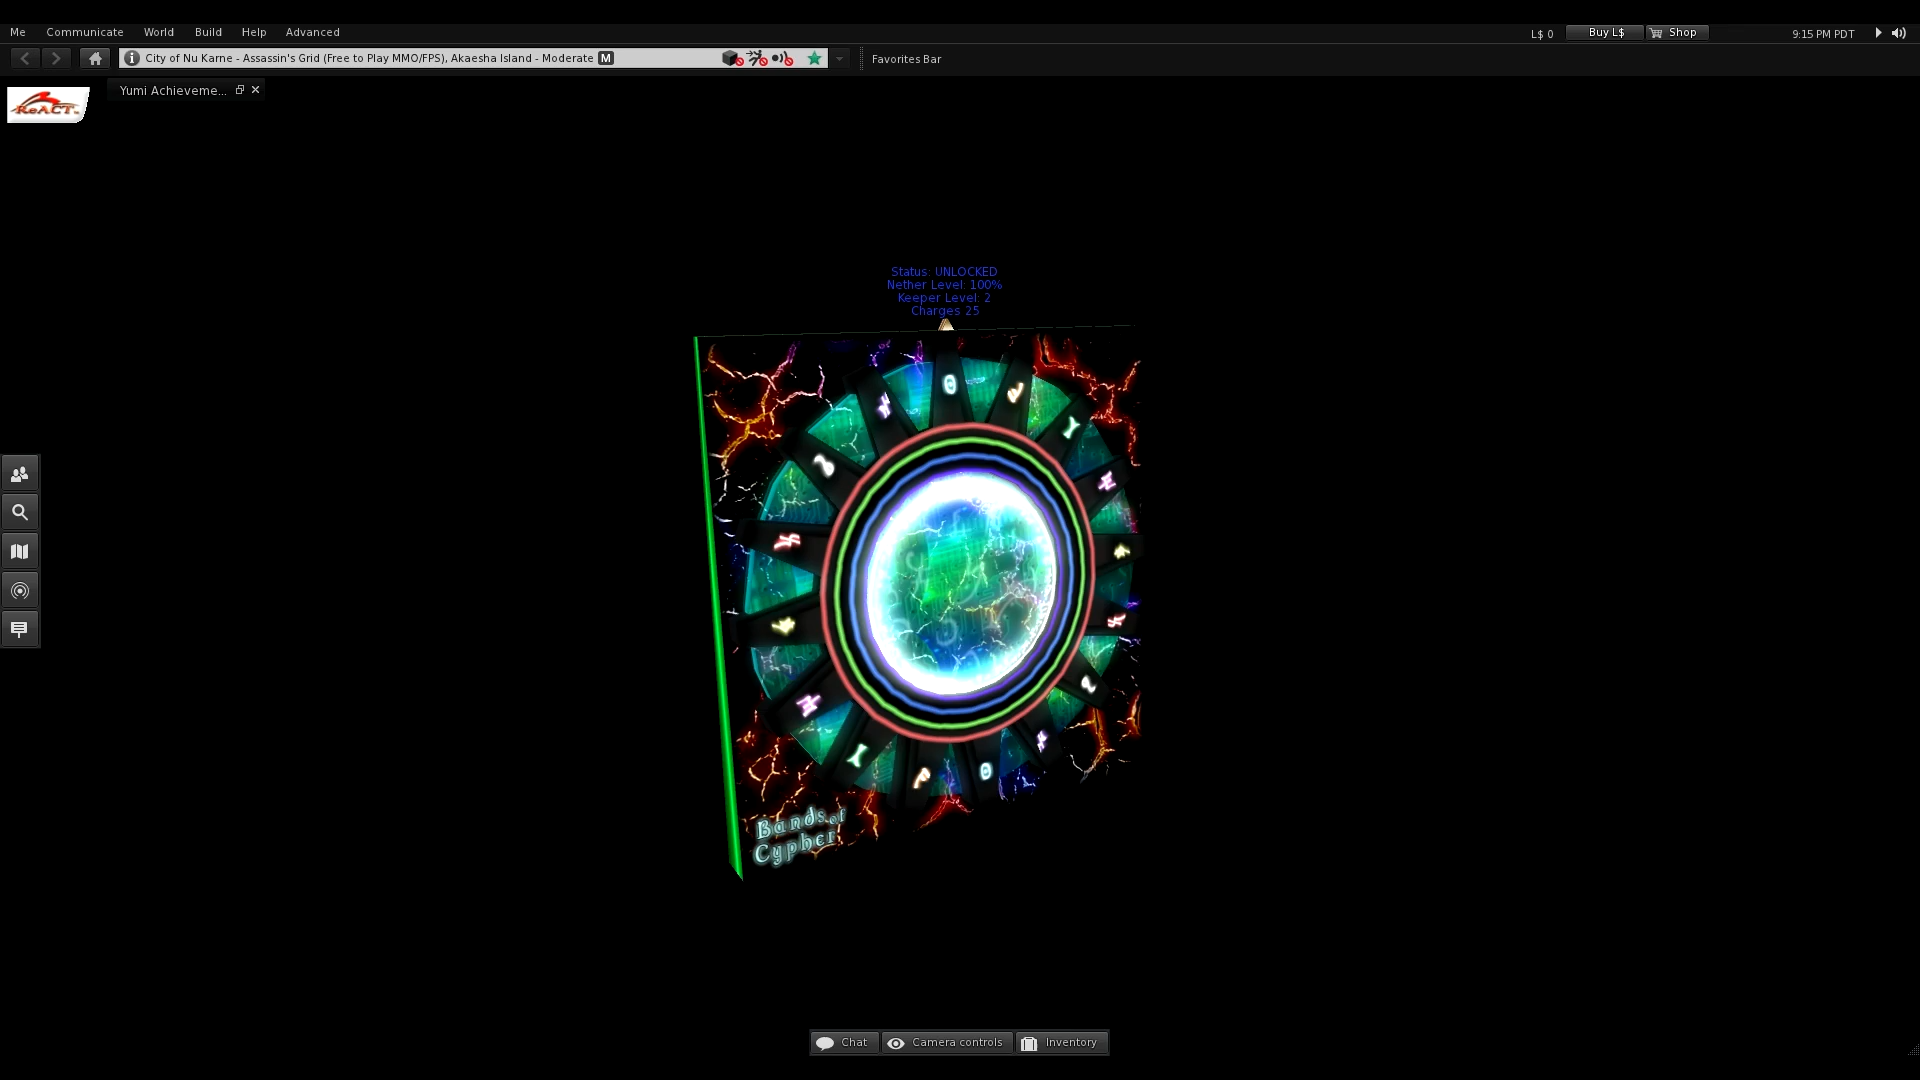 Me Communicate World Build Help Advanced
L$ 0 Buy L$ Shop 9:15 PM PDT
City of Nu Karne - Assassin's Grid (Free to Play MMO/FPS), Akaesha Island - Moderate M
Favorites Bar
Yumi Achieveme...
ReACT
Status: UNLOCKED
Nether Level: 100%
Keeper Level: 2
Charges 25
Bands of
Cypher
Chat Camera controls Inventory